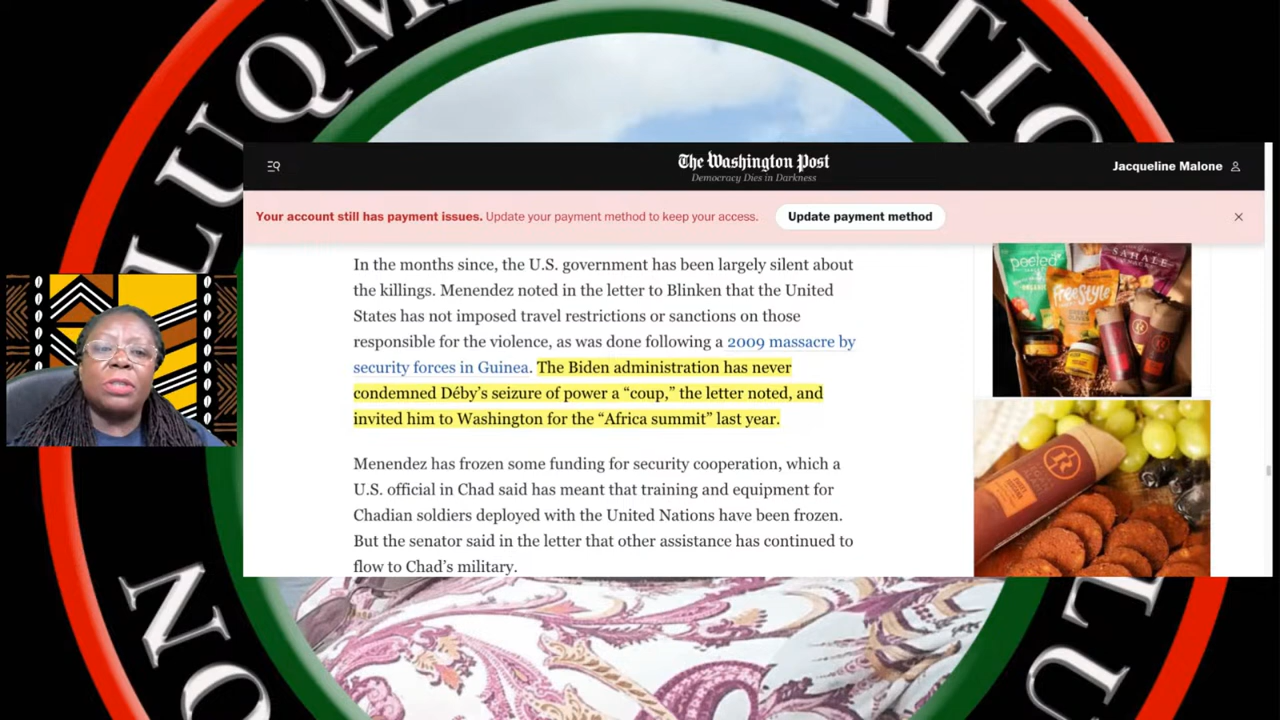 LUQM
ATIO
The Washington Post
Democracy Dies in Darkness
Jacqueline Malone
Your account still has payment issues. Update your payment method to keep your access.
Update payment method
In the months since, the U.S. government has been largely silent about
the killings. Menendez noted in the letter to Blinken that the United
States has not imposed travel restrictions or sanctions on those
responsible for the violence, as was done following a 2009 massacre by
security forces in Guinea. The Biden administration has never
condemned Déby's seizure of power a “coup,” the letter noted, and
invited him to Washington for the “Africa summit” last year.
Menendez has frozen some funding for security cooperation, which a
U.S. official in Chad said has meant that training and equipment for
Chadian soldiers deployed with the United Nations have been frozen.
But the senator said in the letter that other assistance has continued to
flow to Chad's military.
peeled
SAHALE
FREESTYLE
R
NO
LU